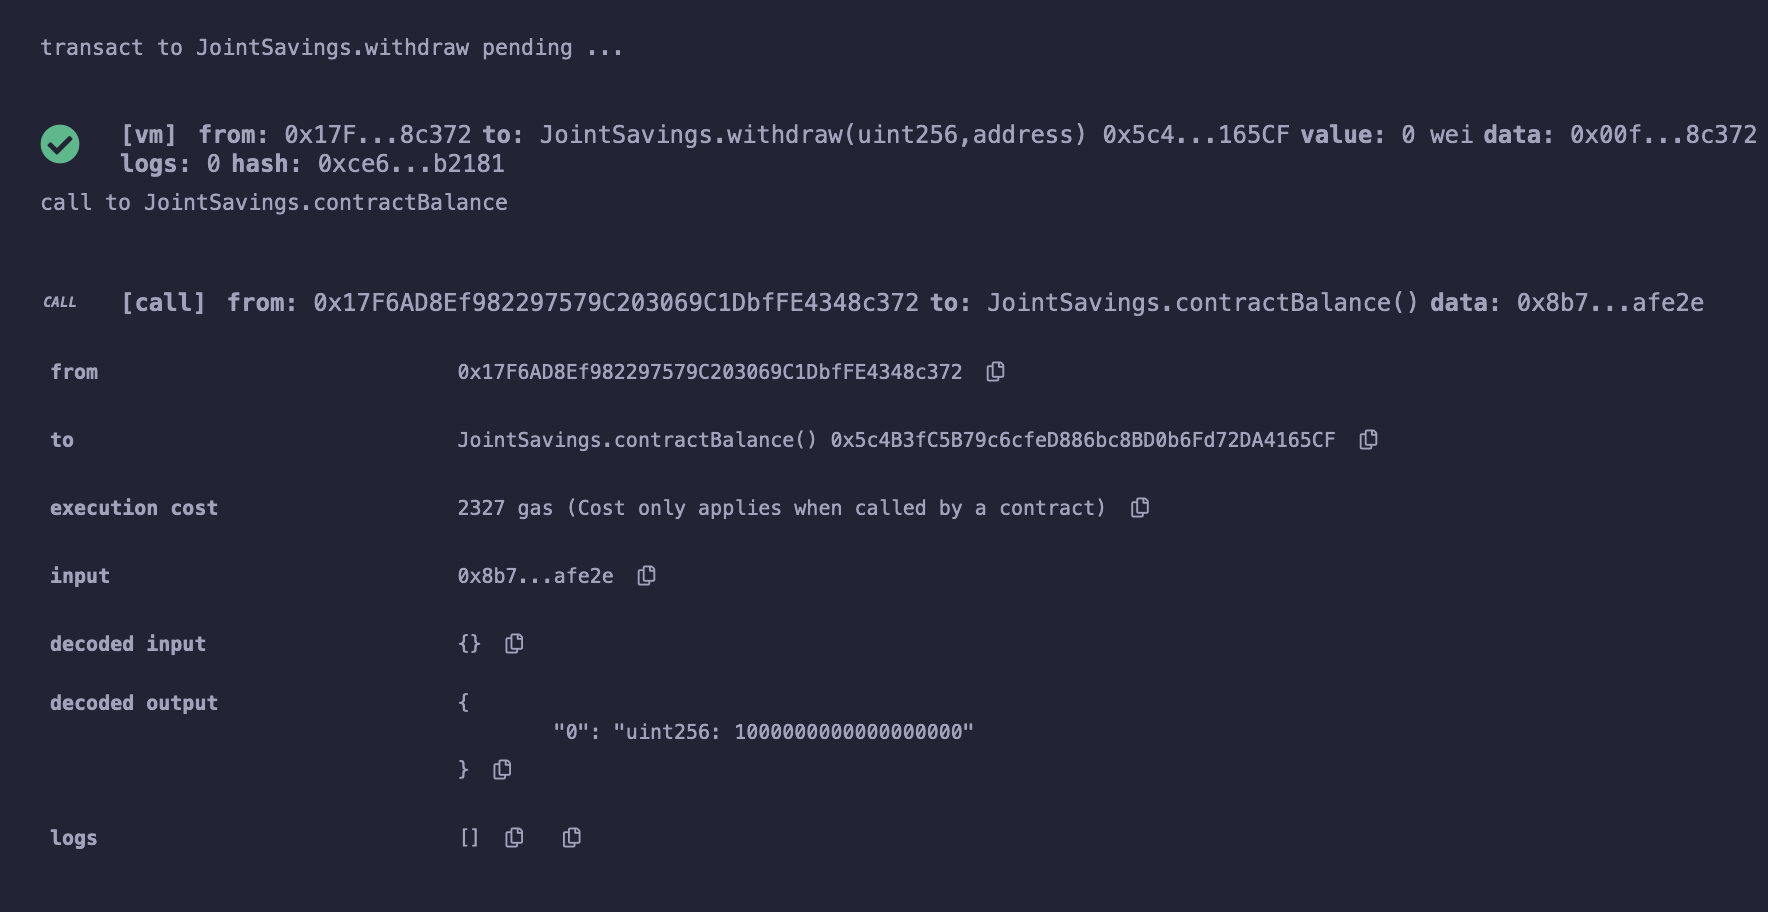 transact to JointSavings.withdraw pending ...
[vm] from: 0x17F...8c372 to: JointSavings.withdraw(uint256,address) 0x5c4...165CF value: 0 wei data: 0x00f...8c372
logs: 0 hash: 0xce6...b2181
call to JointSavings.contractBalance
CALL [call] from: 0x17F6AD8Ef982297579C203069C1DbfFE4348c372 to: JointSavings.contractBalance() data: 0x8b7...afe2e
from 0x17F6AD8Ef982297579C203069C1DbfFE4348c372
to JointSavings.contractBalance() 0x5c4B3fC5B79c6cfeD886bc8BD0b6Fd72DA4165CF
execution cost 2327 gas (Cost only applies when called by a contract)
input 0x8b7...afe2e
decoded input {}
decoded output {
"0": "uint256: 1000000000000000000"
}
logs []